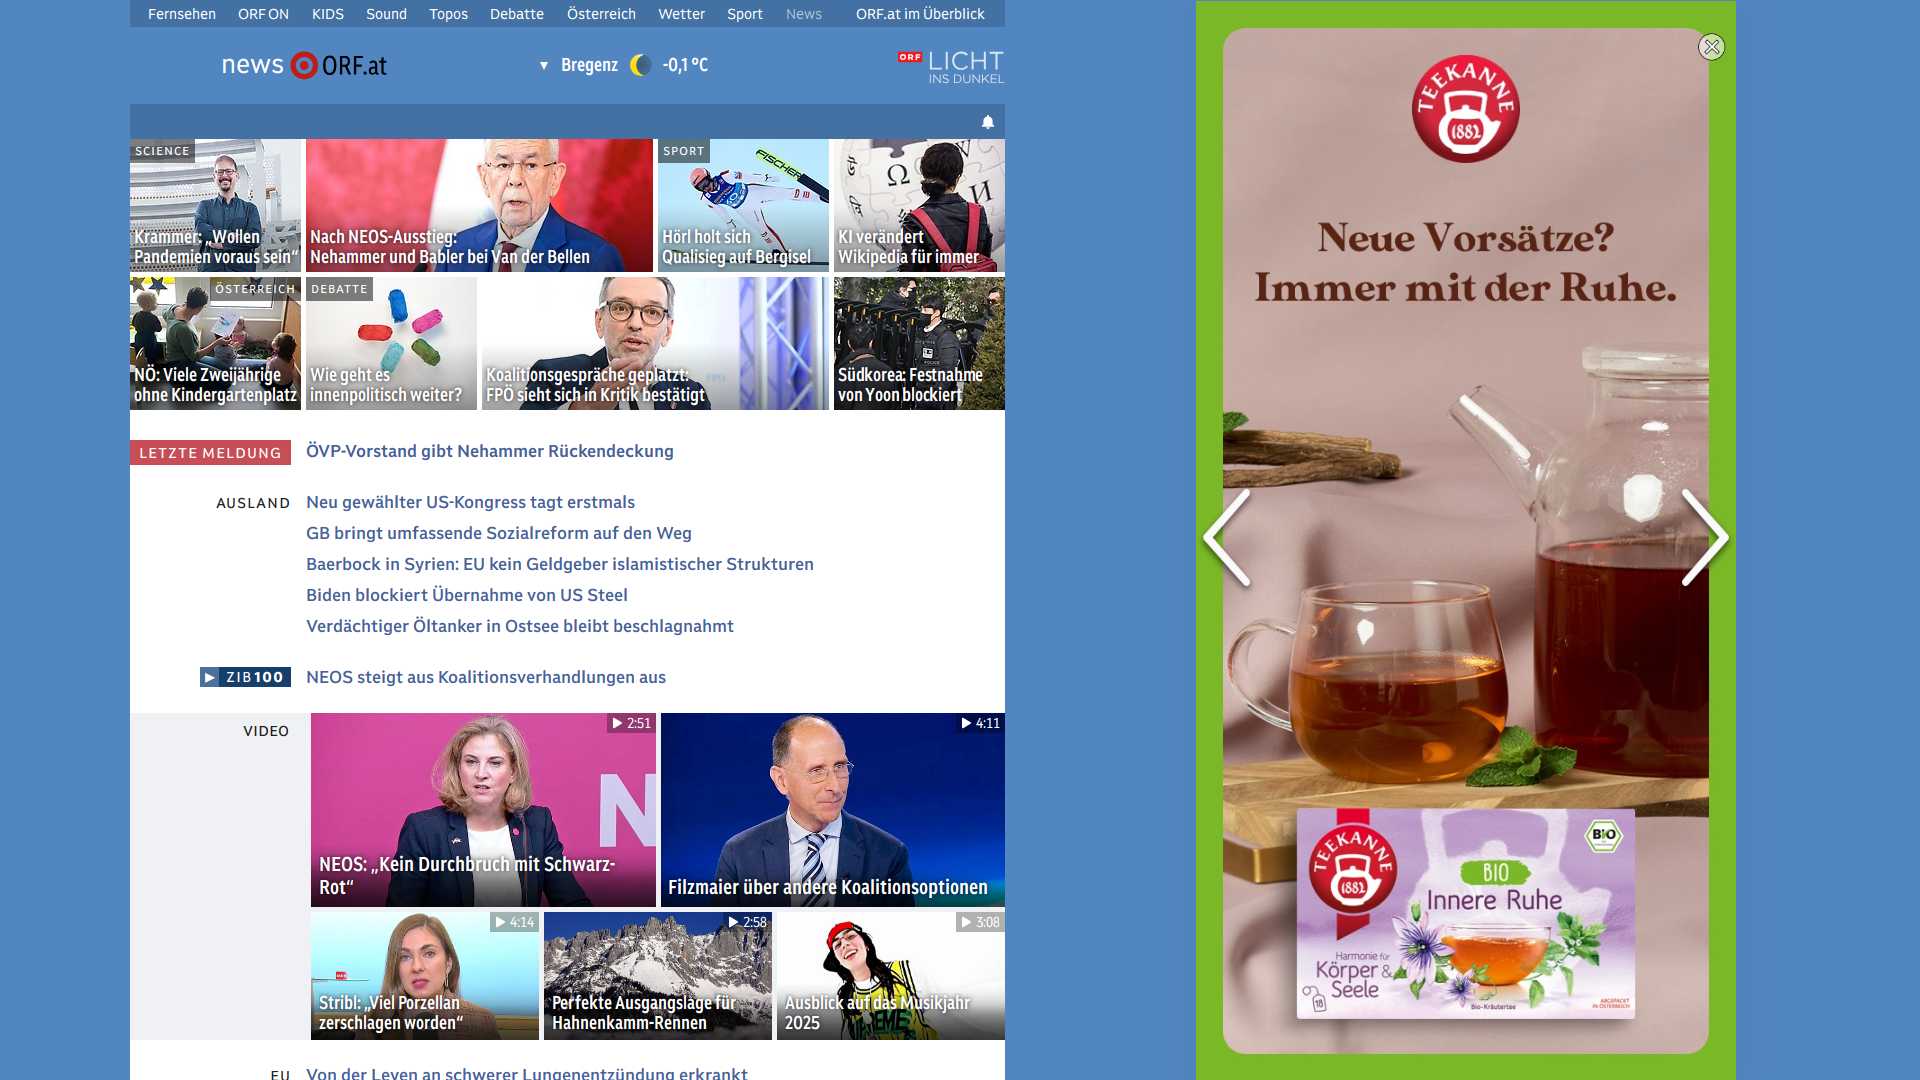 Fernsehen ORF ON KIDS Sound Topos Debatte Österreich Wetter Sport News ORF.at im Überblick
news ORF.at
Bregenz -0,1 °C
ORF LICHT
INS DUNKEL
SCIENCE
Krammer: „Wollen
Pandemien voraus sein“
Nach NEOS-Ausstieg:
Nehammer und Babler bei Van der Bellen
SPORT
FISCHER
Hörl holt sich
Qualisieg auf Bergisel
Ω
И
KI verändert
Wikipedia für immer
ÖSTERREICH
NÖ: Viele Zweijährige
ohne Kindergartenplatz
DEBATTE
Wie geht es
innenpolitisch weiter?
Koalitionsgespräche geplatzt:
FPÖ sieht sich in Kritik bestätigt
Südkorea: Festnahme
von Yoon blockiert
LETZTE MELDUNG ÖVP-Vorstand gibt Nehammer Rückendeckung
AUSLAND Neu gewählter US-Kongress tagt erstmals
GB bringt umfassende Sozialreform auf den Weg
Baerbock in Syrien: EU kein Geldgeber islamistischer Strukturen
Biden blockiert Übernahme von US Steel
Verdächtiger Öltanker in Ostsee bleibt beschlagnahmt
ZIB100 NEOS steigt aus Koalitionsverhandlungen aus
VIDEO
2:51
N
NEOS: „Kein Durchbruch mit Schwarz-
Rot“
4:11
Filzmaier über andere Koalitionsoptionen
4:14
Stribl: „Viel Porzellan
zerschlagen worden“
2:58
Perfekte Ausgangslage für
Hahnenkamm-Rennen
3:08
Ausblick auf das Musikjahr
2025
EU Von der Leyen an schwerer Lungenentzündung erkrankt
TEEKANNE
1882
Neue Vorsätze?
Immer mit der Ruhe.
TEEKANNE
1882
BIO
BIO
Innere Ruhe
Harmonie für
Körper &
Seele
18
Bio-Kräutertee
ABGEPACKT
IN ÖSTERREICH